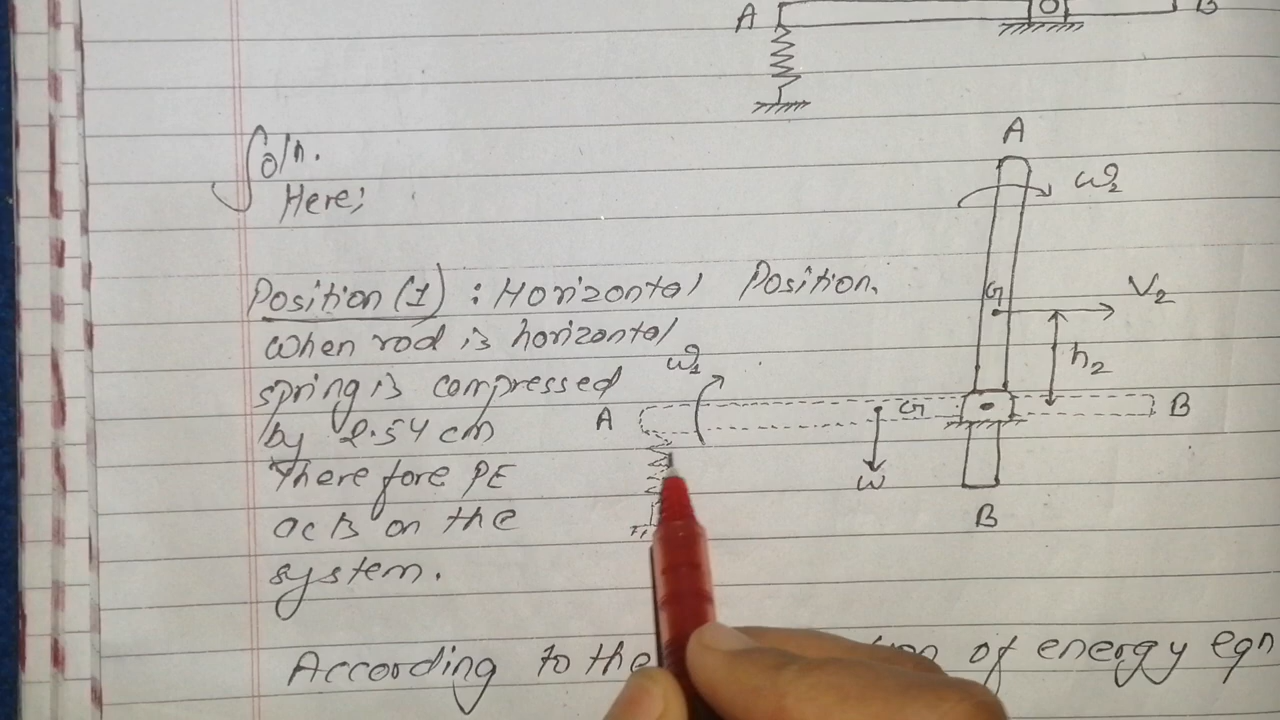 A
B
Soln.
Here;
A
ω2
Position (1) : Horizontal Position.
V2
G
When rod is horizontal
ω1
h2
spring is compressed
A
G
B
by 2.54 cm
Therefore PE
W
acts on the
B
system.
According to the of energy eqn